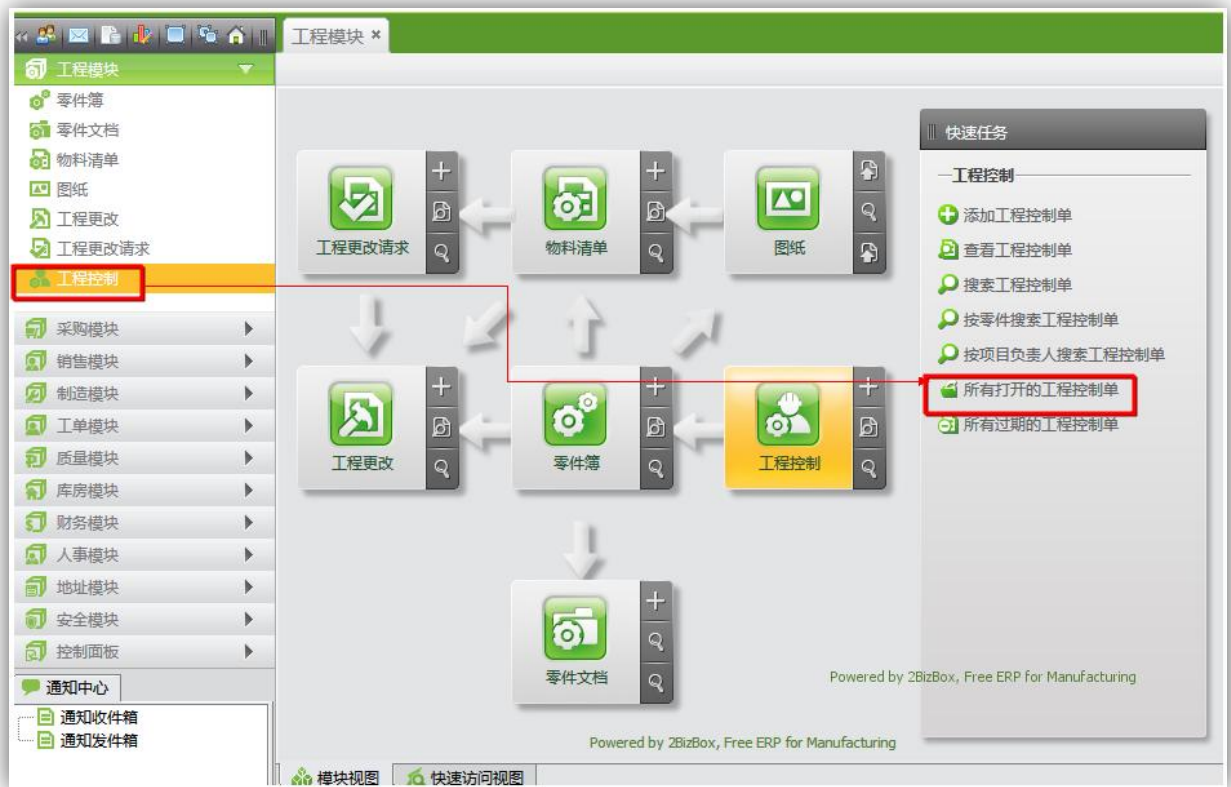 工程模块
工程模块
零件簿
零件文档
物料清单
图纸
工程更改
工程更改请求
工程控制
采购模块
销售模块
制造模块
工单模块
质量模块
库房模块
财务模块
人事模块
地址模块
安全模块
控制面板
通知中心
通知收件箱
通知发件箱
工程更改请求
物料清单
图纸
工程更改
零件簿
工程控制
零件文档
快速任务
工程控制
添加工程控制单
查看工程控制单
搜索工程控制单
按零件搜索工程控制单
按项目负责人搜索工程控制单
所有打开的工程控制单
所有过期的工程控制单
Powered by 2BizBox, Free ERP for Manufacturing
Powered by 2BizBox, Free ERP for Manufacturing
模块视图
快速访问视图